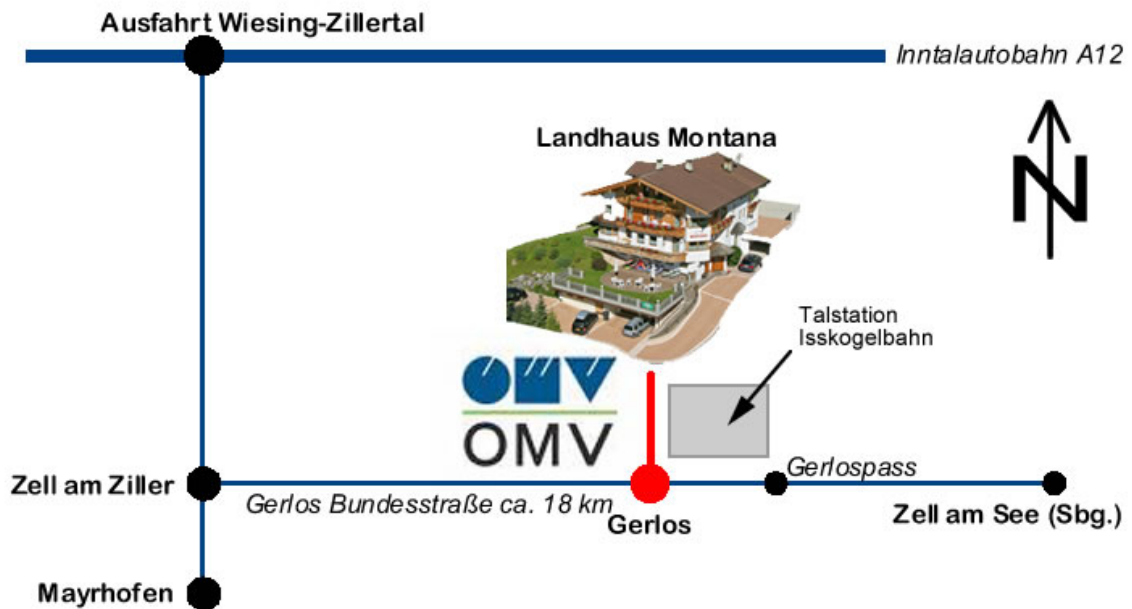 Ausfahrt Wiesing-Zillertal
Inntalautobahn A12
Landhaus Montana
N
Talstation
Isskogelbahn
OMV
OMV
Gerlospass
Zell am Ziller
Gerlos Bundesstraße ca. 18 km
Gerlos
Zell am See (Sbg.)
Mayrhofen